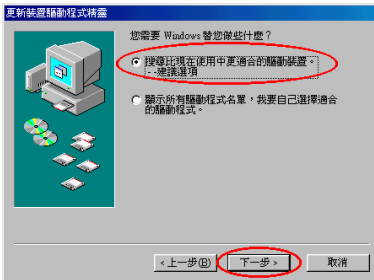 更新裝置驅動程式精靈
您需要 Windows 替您做些什麼？
搜尋比現在使用中更適合的驅動裝置。
--建議選項
顯示所有驅動程式名單，我要自己選擇適合
的驅動程式。
<上一步(B) 下一步> 取消